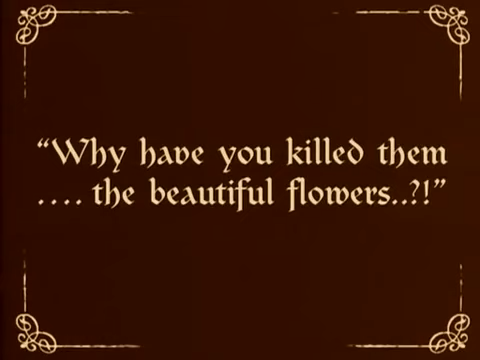 “Why have you killed them
.... the beautiful flowers..?!”